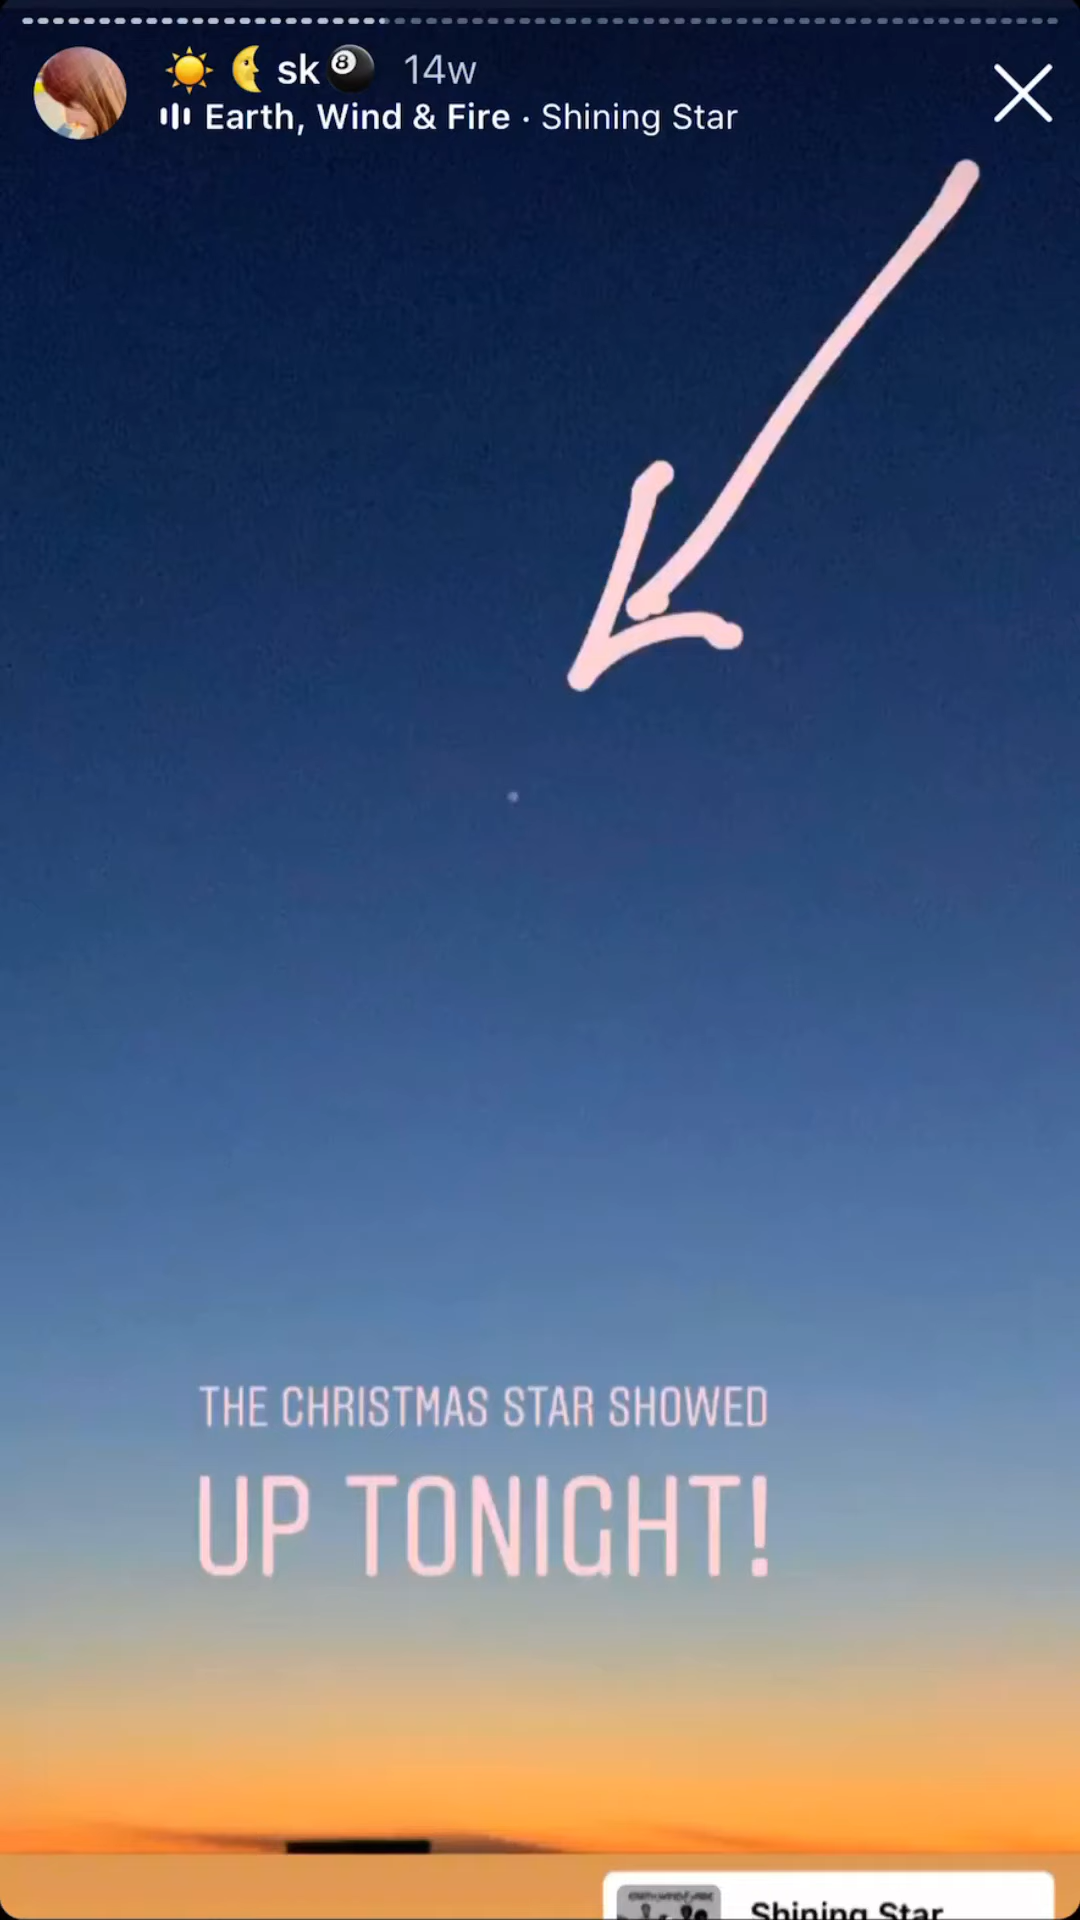 ☀️ 🌜 sk🎱 14w
Earth, Wind & Fire · Shining Star
THE CHRISTMAS STAR SHOWED
UP TONIGHT!
Shining Star